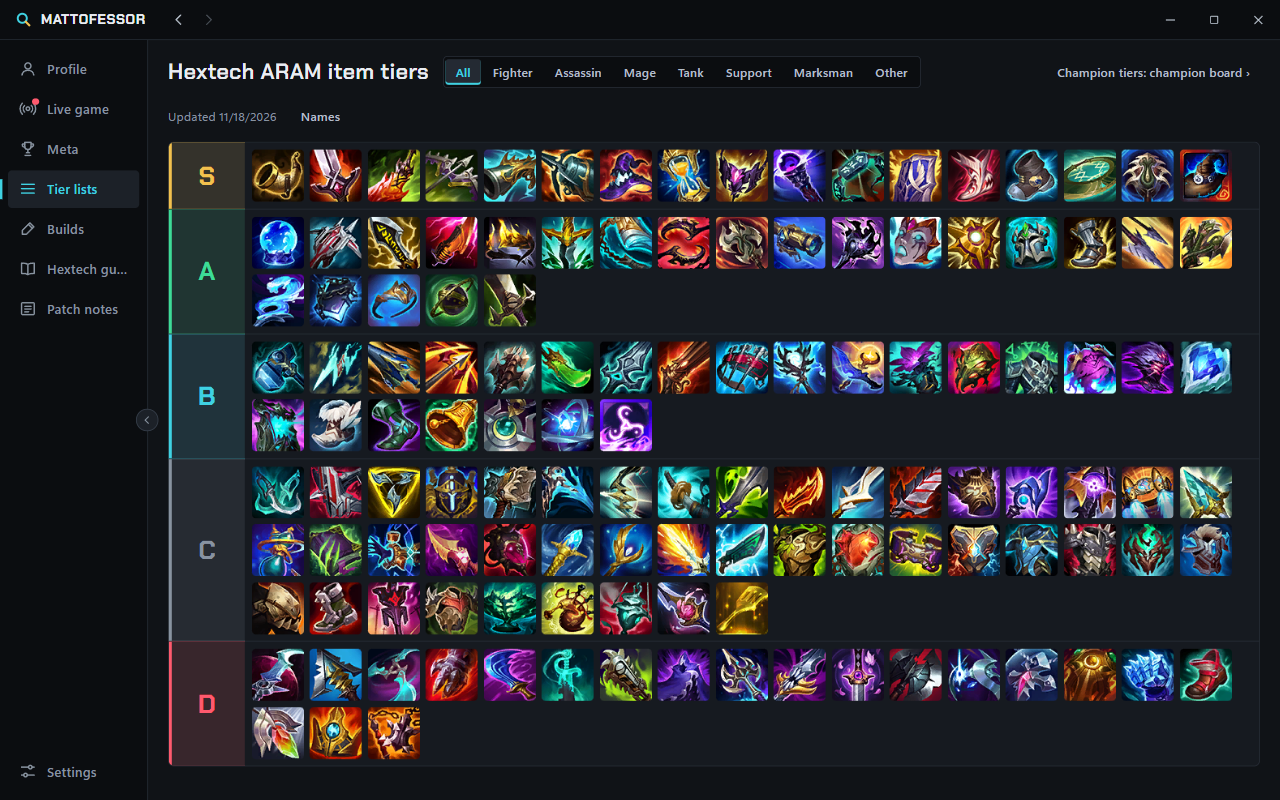 MATTOFESSOR
Profile
Live game
Meta
Tier lists
Builds
Hextech gu...
Patch notes
Settings
Hextech ARAM item tiers
All Fighter Assassin Mage Tank Support Marksman Other
Champion tiers: champion board ›
Updated 11/18/2026 Names
S
A
B
C
D